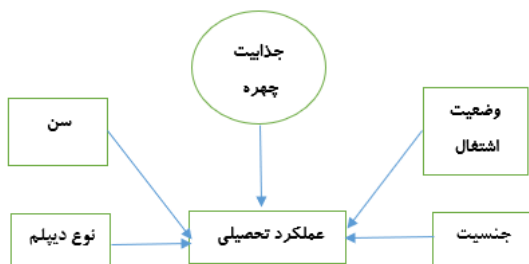 جذابیت
چهره
وضعیت
اشتغال
سن
جنسیت
عملکرد تحصیلی
نوع دیپلم